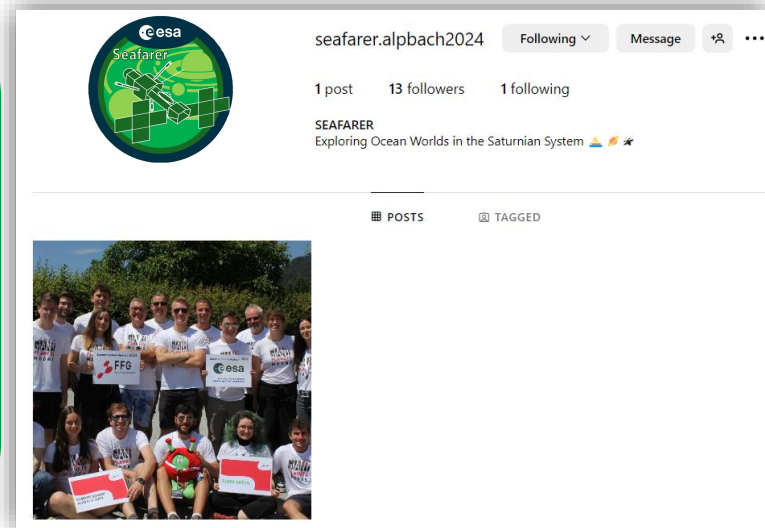 esa
Seafarer
seafarer.alpbach2024 Following Message
1 post 13 followers 1 following
SEAFARER
Exploring Ocean Worlds in the Saturnian System
POSTS TAGGED
FFG
esa